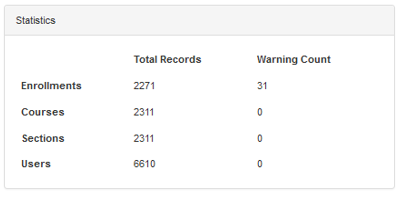 Statistics
Total Records Warning Count
Enrollments 2271 31
Courses 2311 0
Sections 2311 0
Users 6610 0